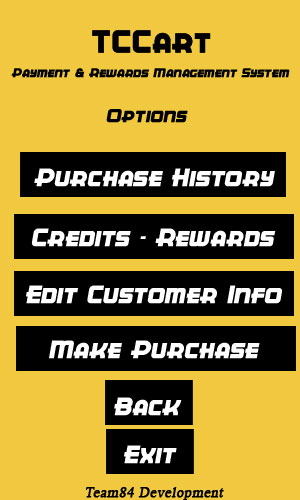 TCCart
Payment & Rewards Management System
Options
Purchase History
Credits - Rewards
Edit Customer Info
Make Purchase
Back
Exit
Team84 Development